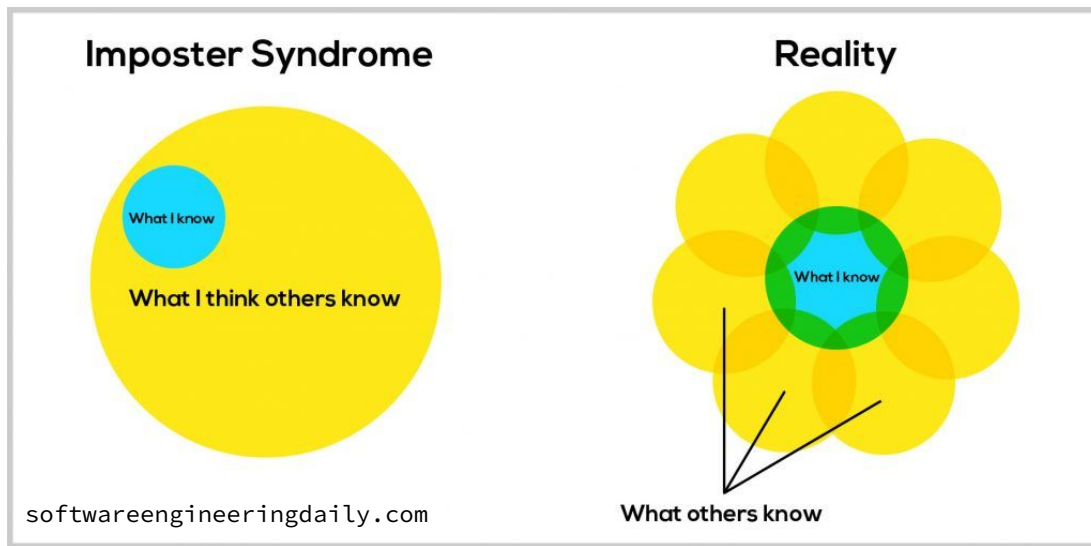 Imposter Syndrome
What I know
What I think others know
softwareengineeringdaily.com
Reality
What I know
What others know